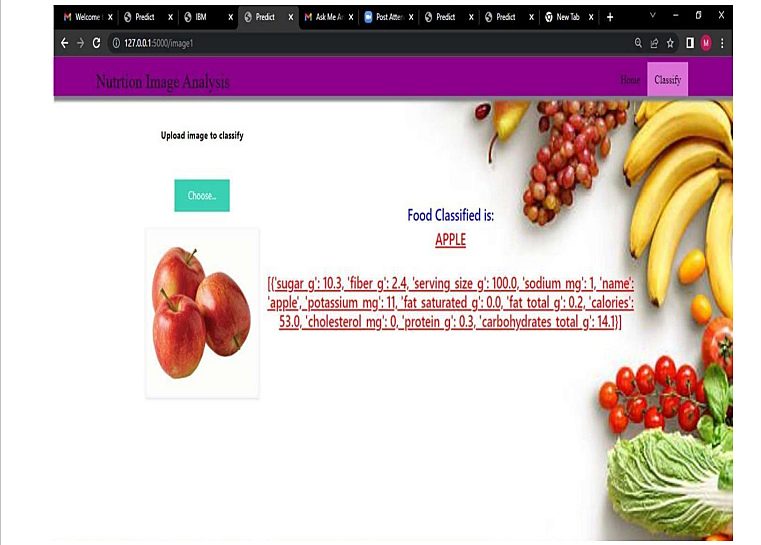 Welcome
Predict
IBM
Predict
Ask Me A
Post Atten
Predict
Predict
New Tab
127.0.0.1:5000/image1
M
Nutrtion Image Analysis
Home
Classify
Upload image to classify
Choose..
Food Classified is:
APPLE
[{'sugar_g': 10.3, 'fiber_g': 2.4, 'serving_size_g': 100.0, 'sodium_mg': 1, 'name':
'apple', 'potassium_mg': 11, 'fat_saturated_g': 0.0, 'fat_total_g': 0.2, 'calories':
53.0, 'cholesterol_mg': 0, 'protein_g': 0.3, 'carbohydrates_total_g': 14.1}]